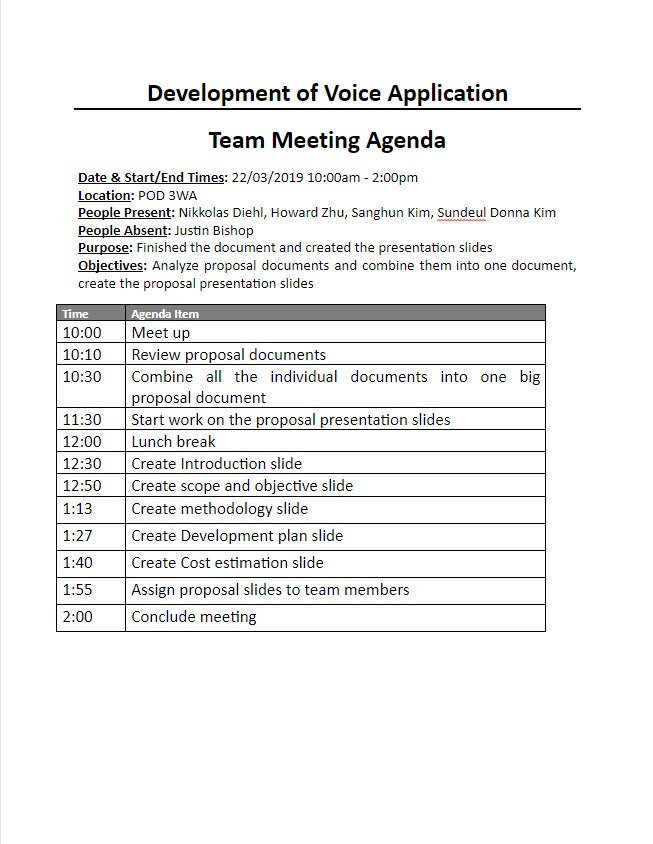 Development of Voice Application
Team Meeting Agenda
Date & Start/End Times: 22/03/2019 10:00am - 2:00pm
Location: POD 3WA
People Present: Nikkolas Diehl, Howard Zhu, Sanghun Kim, Sundeul Donna Kim
People Absent: Justin Bishop
Purpose: Finished the document and created the presentation slides
Objectives: Analyze proposal documents and combine them into one document,
create the proposal presentation slides
Time Agenda Item
10:00 Meet up
10:10 Review proposal documents
10:30 Combine all the individual documents into one big
proposal document
11:30 Start work on the proposal presentation slides
12:00 Lunch break
12:30 Create Introduction slide
12:50 Create scope and objective slide
1:13 Create methodology slide
1:27 Create Development plan slide
1:40 Create Cost estimation slide
1:55 Assign proposal slides to team members
2:00 Conclude meeting